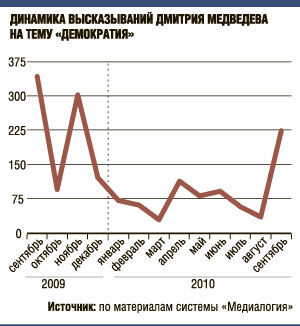 ДИНАМИКА ВЫСКАЗЫВАНИЙ ДМИТРИЯ МЕДВЕДЕВА
НА ТЕМУ «ДЕМОКРАТИЯ»
375
300
225
150
75
0
сентябрь
октябрь
ноябрь
декабрь
январь
февраль
март
апрель
май
июнь
июль
август
сентябрь
2009
2010
Источник: по материалам системы «Медиалогия»